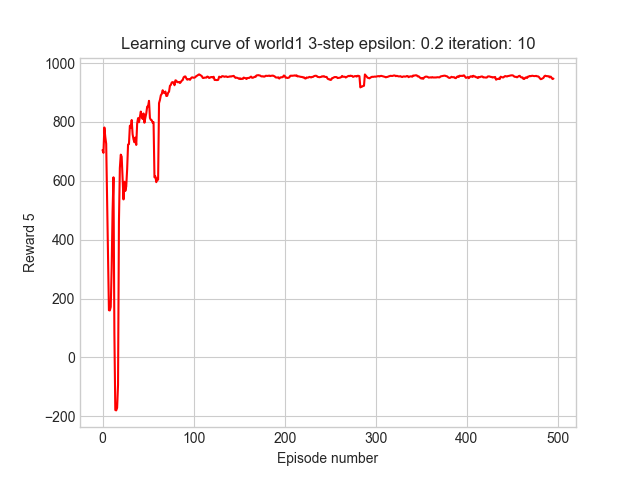 Learning curve of world1 3-step epsilon: 0.2 iteration: 10
1000
800
600
400
200
0
−200
Reward 5
0 100 200 300 400 500
Episode number